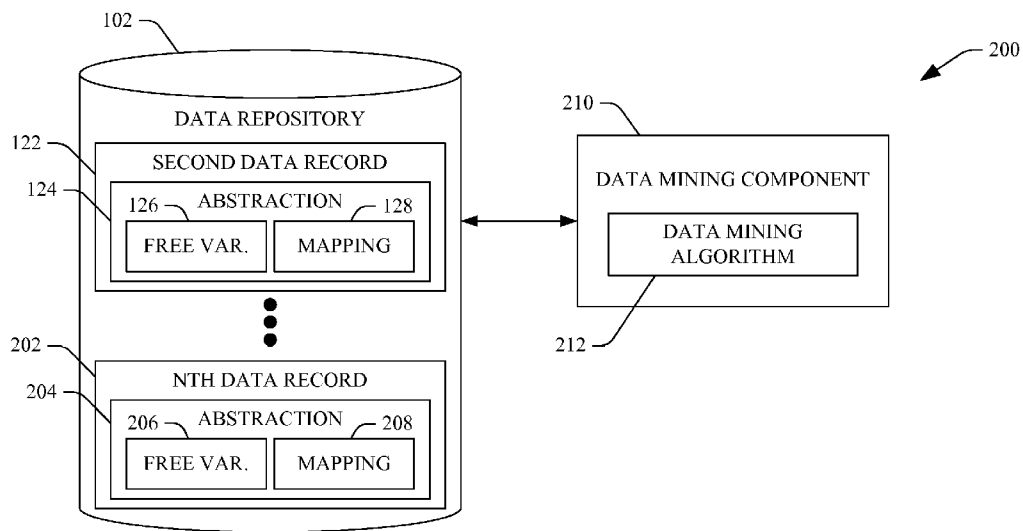 102
200
DATA REPOSITORY
210
122
SECOND DATA RECORD
124
ABSTRACTION
126
128
FREE VAR.
MAPPING
DATA MINING COMPONENT
DATA MINING
ALGORITHM
212
202
NTH DATA RECORD
204
ABSTRACTION
206
208
FREE VAR.
MAPPING